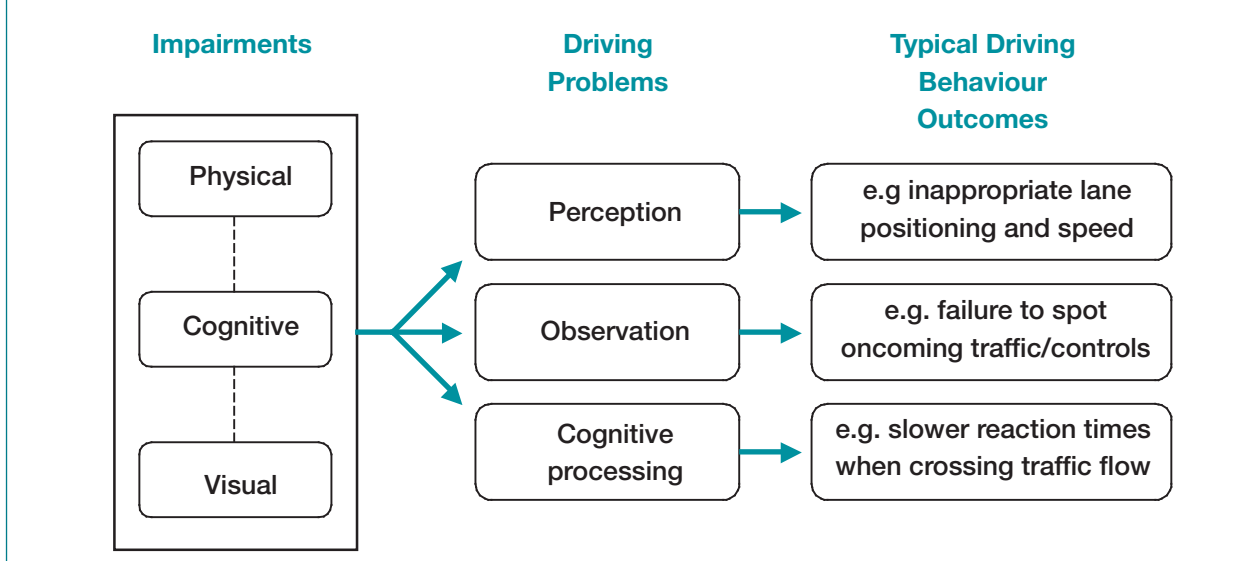 Impairments
Driving
Problems
Typical Driving
Behaviour
Outcomes
Physical
Cognitive
Visual
Perception
Observation
Cognitive
processing
e.g inappropriate lane
positioning and speed
e.g. failure to spot
oncoming traffic/controls
e.g. slower reaction times
when crossing traffic flow